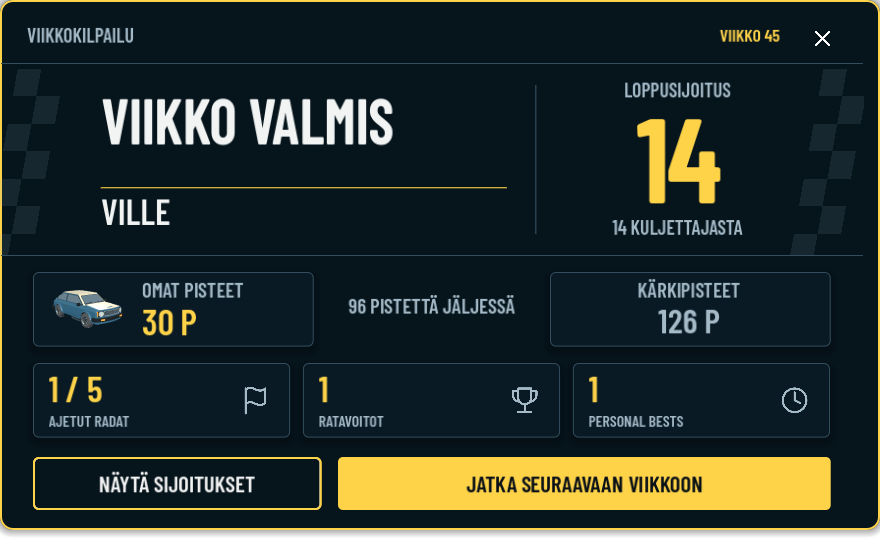 VIIKKOKILPAILU
VIIKKO 45
VIIKKO VALMIS
VILLE
LOPPUSIJOITUS
14
14 KULJETTAJASTA
OMAT PISTEET
30 P
96 PISTETTÄ JÄLJESSÄ
KÄRKIPISTEET
126 P
1 / 5
AJETUT RADAT
1
RATAVOITOT
1
PERSONAL BESTS
NÄYTÄ SIJOITUKSET
JATKA SEURAAVAAN VIIKKOON